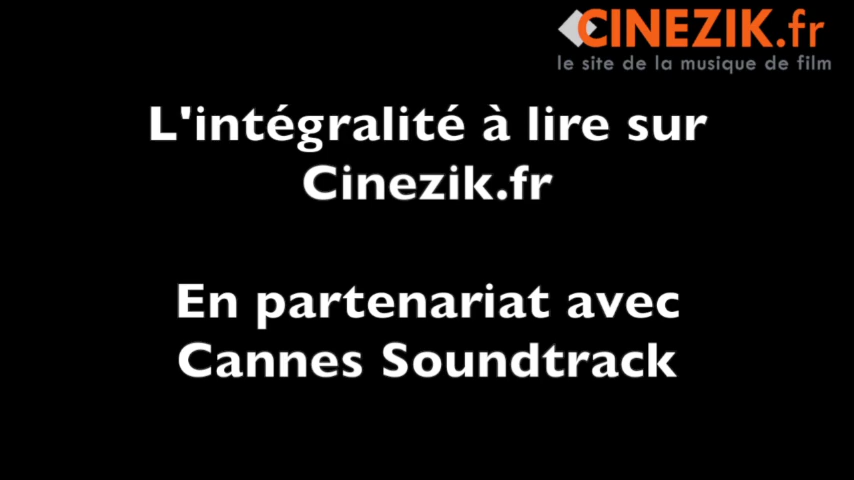 CINEZIK.fr
le site de la musique de film
L'intégralité à lire sur
Cinezik.fr
En partenariat avec
Cannes Soundtrack